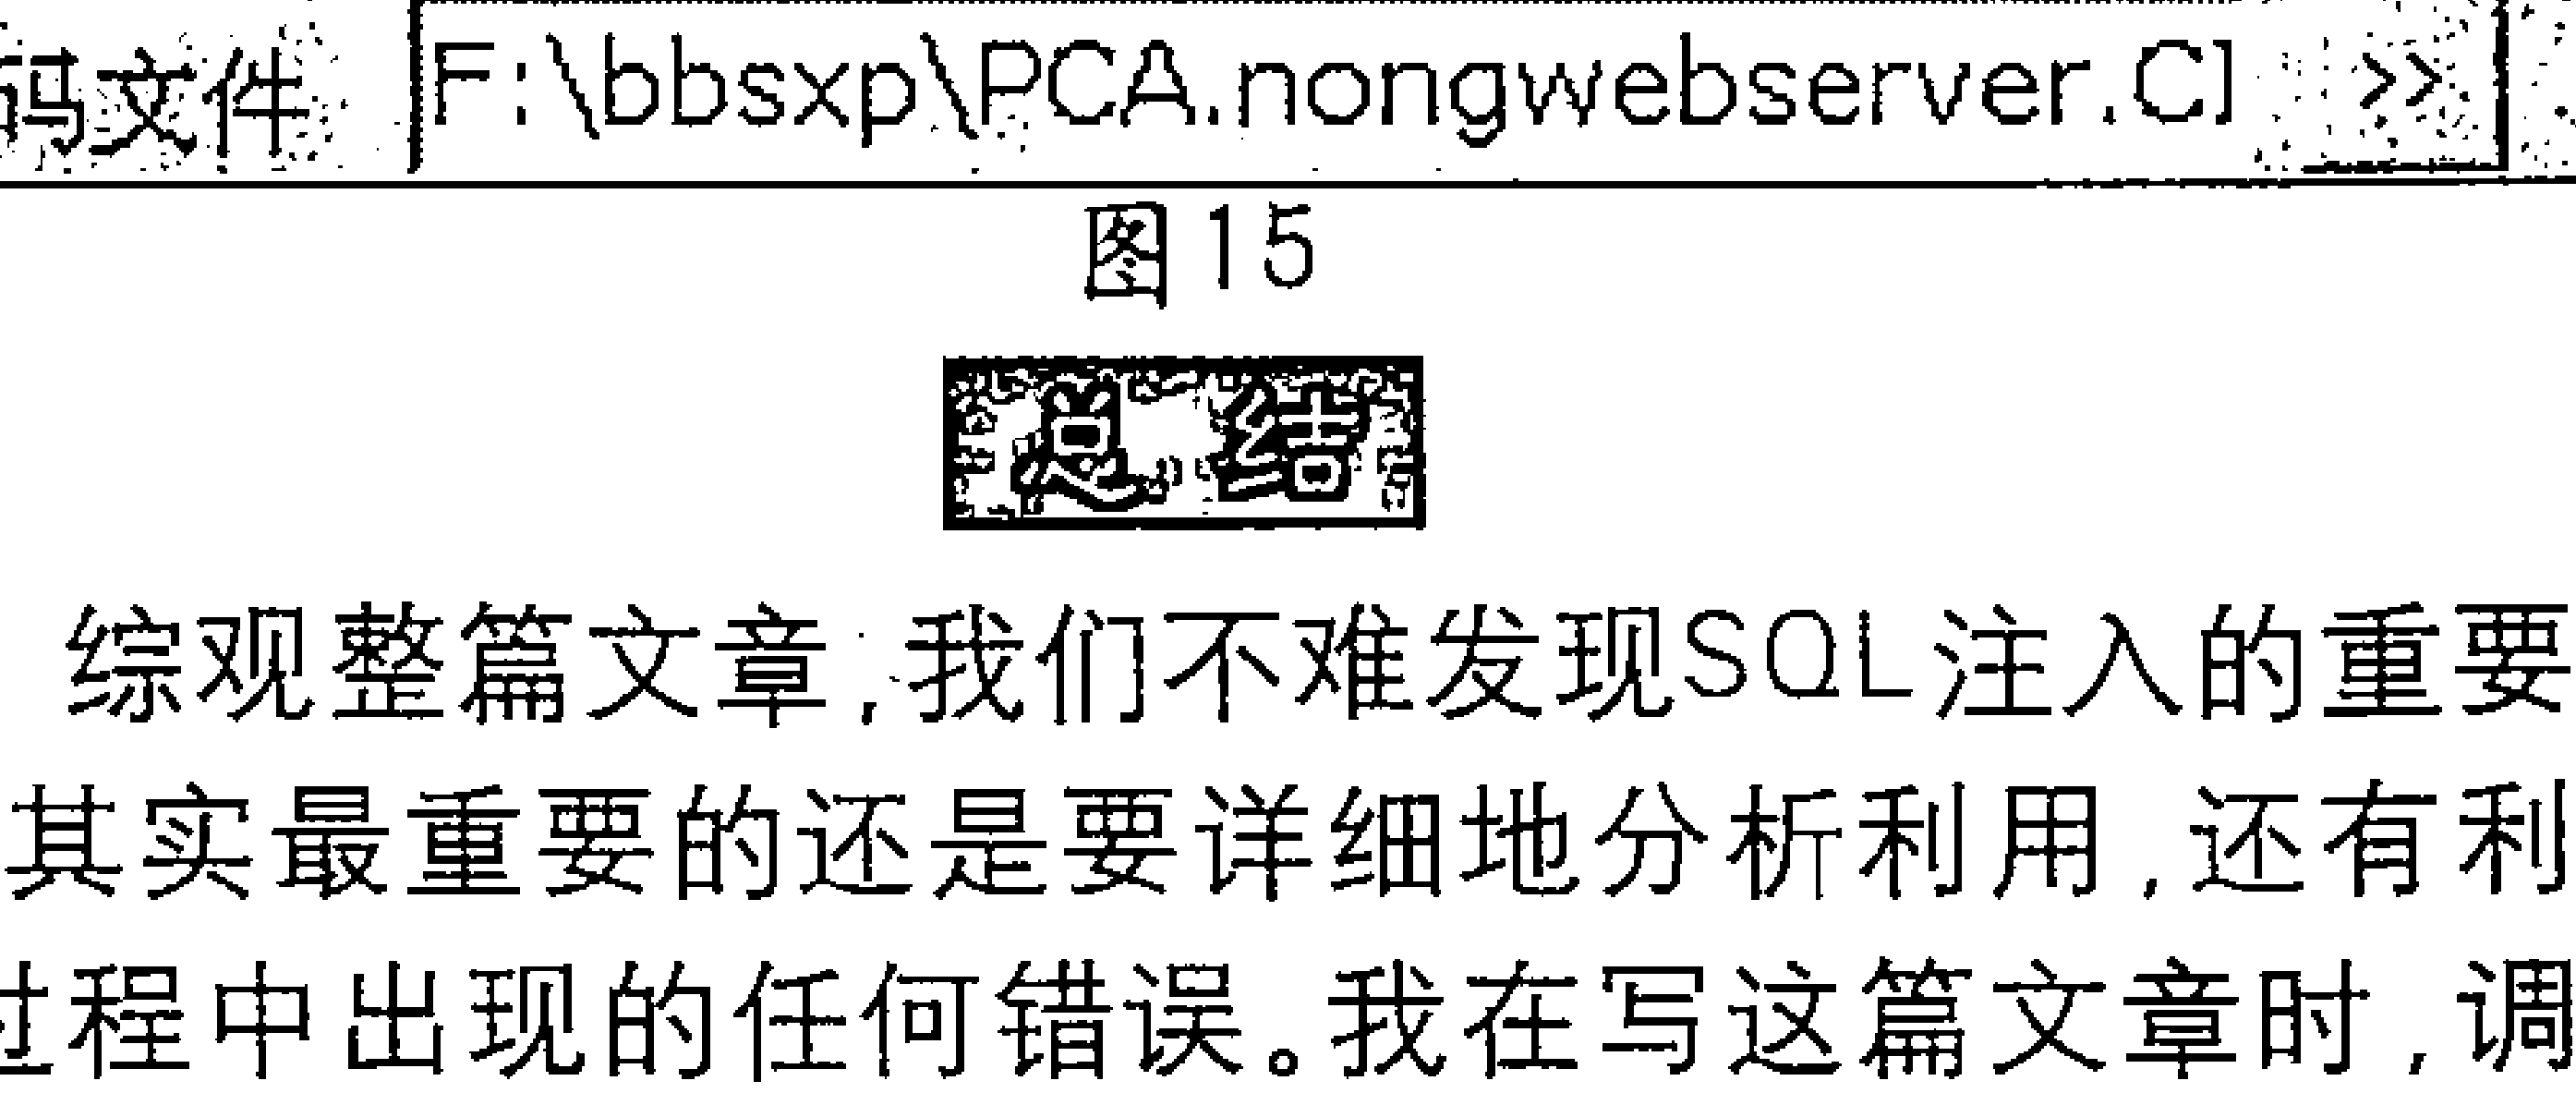 码文件 F:\bbsxp\PCA.nongwebserver.Cl >>
图15
总 结
综观整篇文章,我们不难发现SQL注入的重要
其实最重要的还是要详细地分析利用,还有利
过程中出现的任何错误。我在写这篇文章时,调